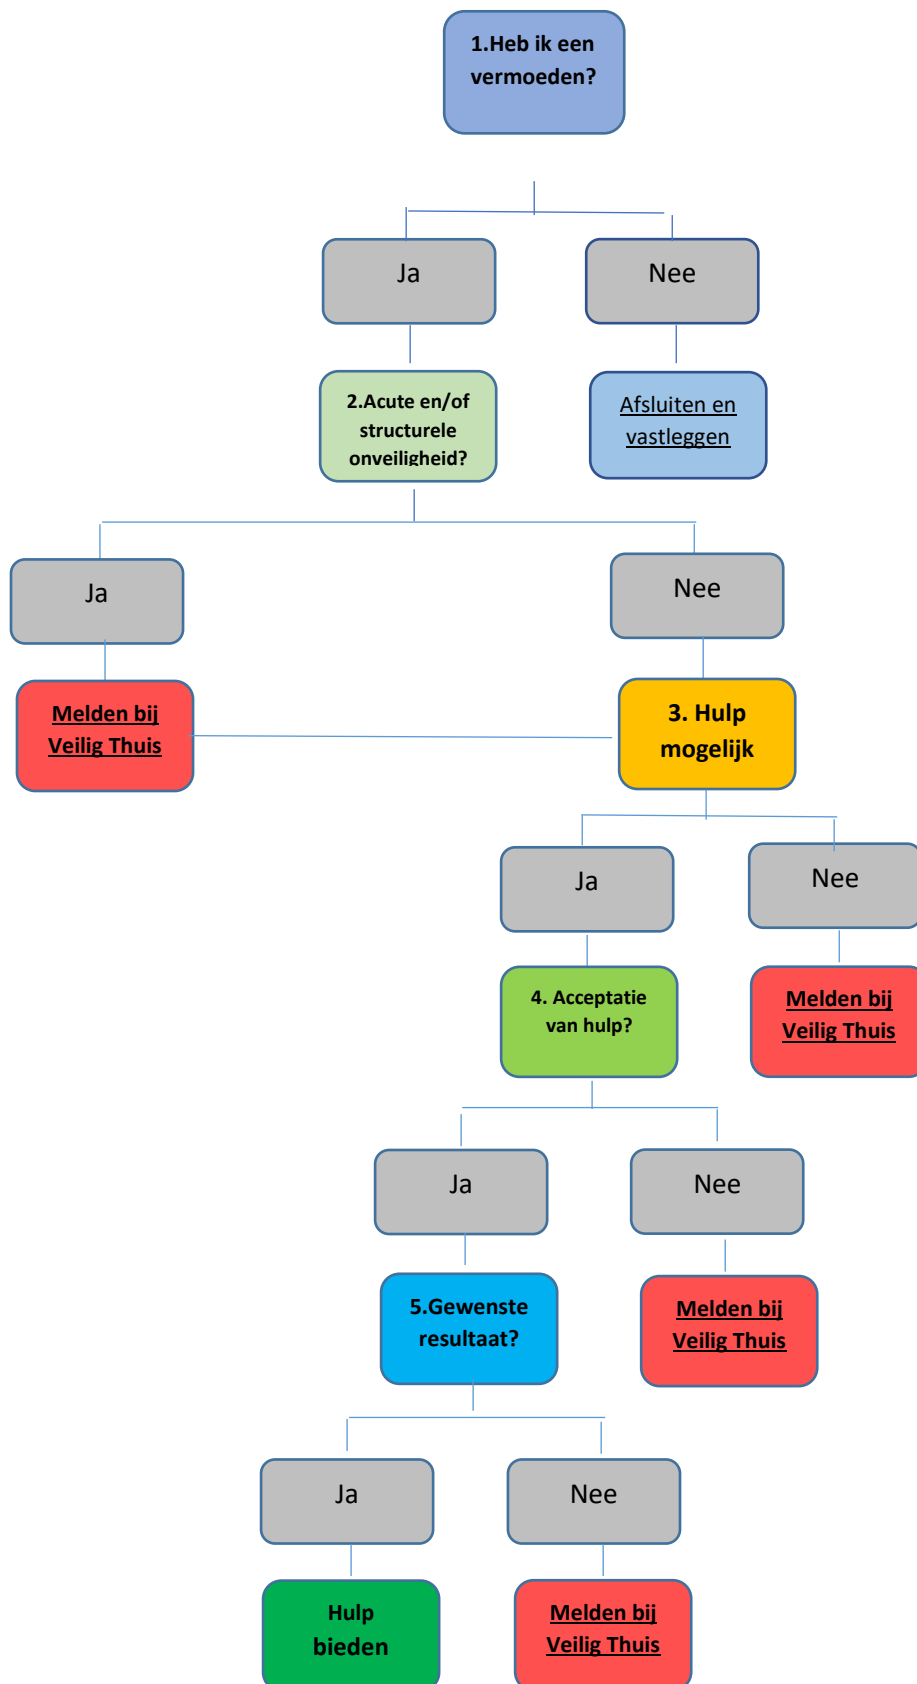 1.Heb ik een
vermoeden?
Ja
Nee
2.Acute en/of
structurele
onveiligheid?
Afsluiten en
vastleggen
Ja
Nee
Melden bij
Veilig Thuis
3. Hulp
mogelijk
Ja
Nee
4. Acceptatie
van hulp?
Melden bij
Veilig Thuis
Ja
Nee
5.Gewenste
resultaat?
Melden bij
Veilig Thuis
Ja
Nee
Hulp
bieden
Melden bij
Veilig Thuis